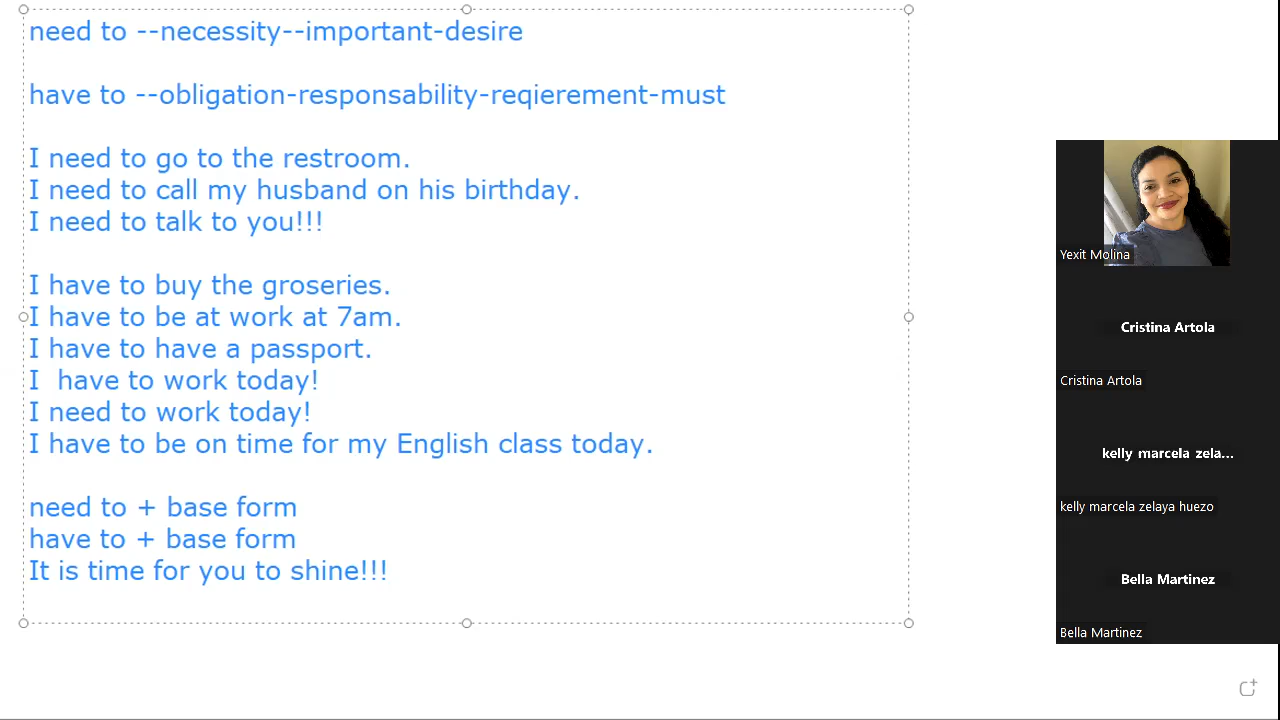 need to --necessity--important-desire
have to --obligation-responsability-reqierement-must
I need to go to the restroom.
I need to call my husband on his birthday.
I need to talk to you!!!
I have to buy the groseries.
I have to be at work at 7am.
I have to have a passport.
I  have to work today!
I need to work today!
I have to be on time for my English class today.
need to + base form
have to + base form
It is time for you to shine!!!
Yexit Molina
Cristina Artola
Cristina Artola
kelly marcela zela...
kelly marcela zelaya huezo
Bella Martinez
Bella Martinez